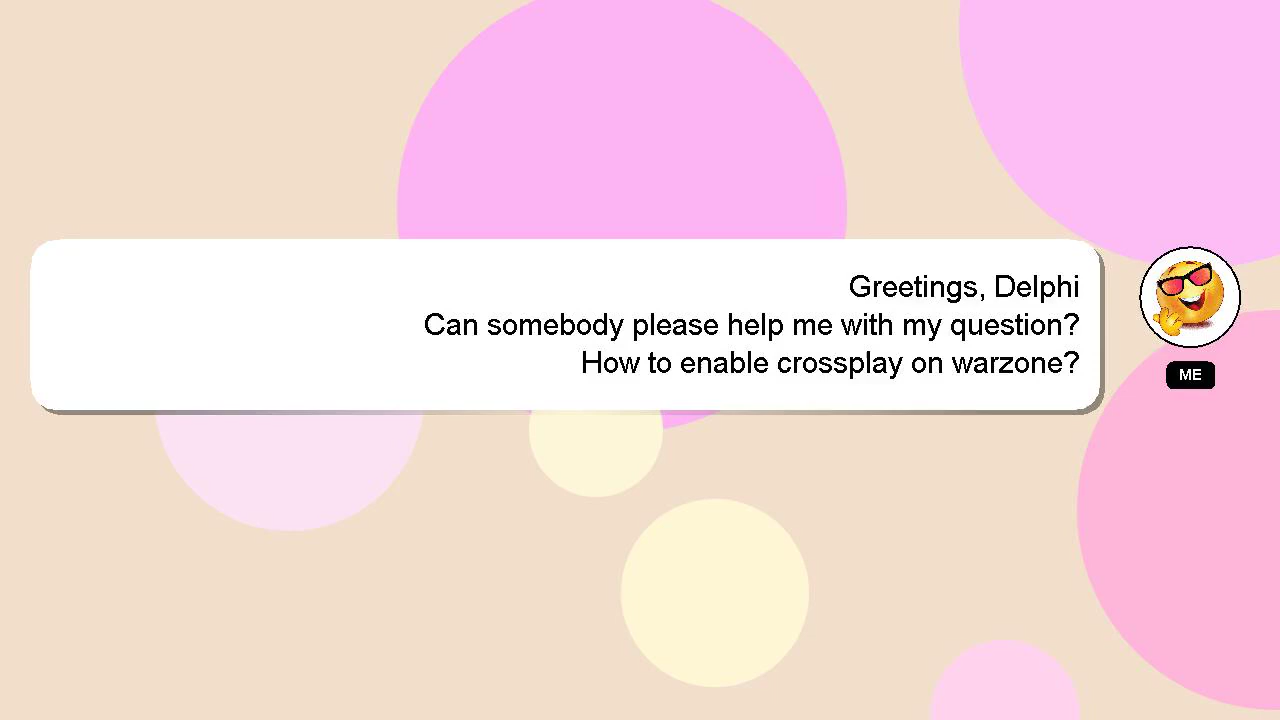 Greetings, Delphi
Can somebody please help me with my question?
How to enable crossplay on warzone?
ME